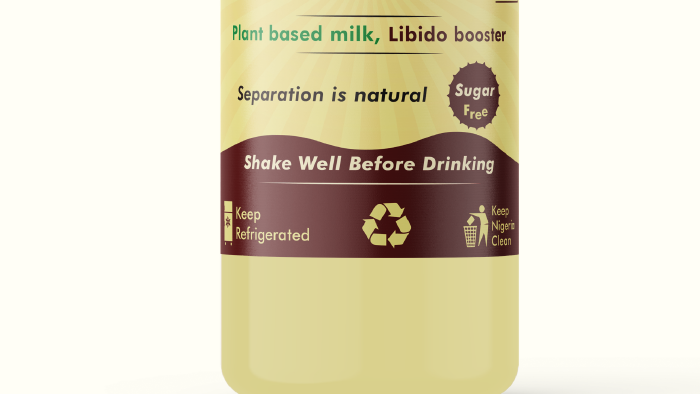 Plant based milk, Libido booster
Separation is natural
Sugar
Free
Shake Well Before Drinking
Keep
Refrigerated
Keep
Nigeria
Clean